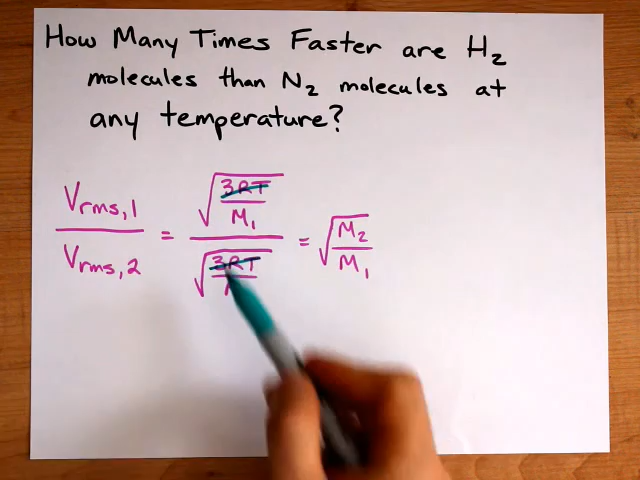 How Many Times Faster are H₂
molecules than N₂ molecules at
any temperature?
Vrms,1 / Vrms,2 = √(3RT/M₁) / √(3RT/) = √(M₂/M₁)